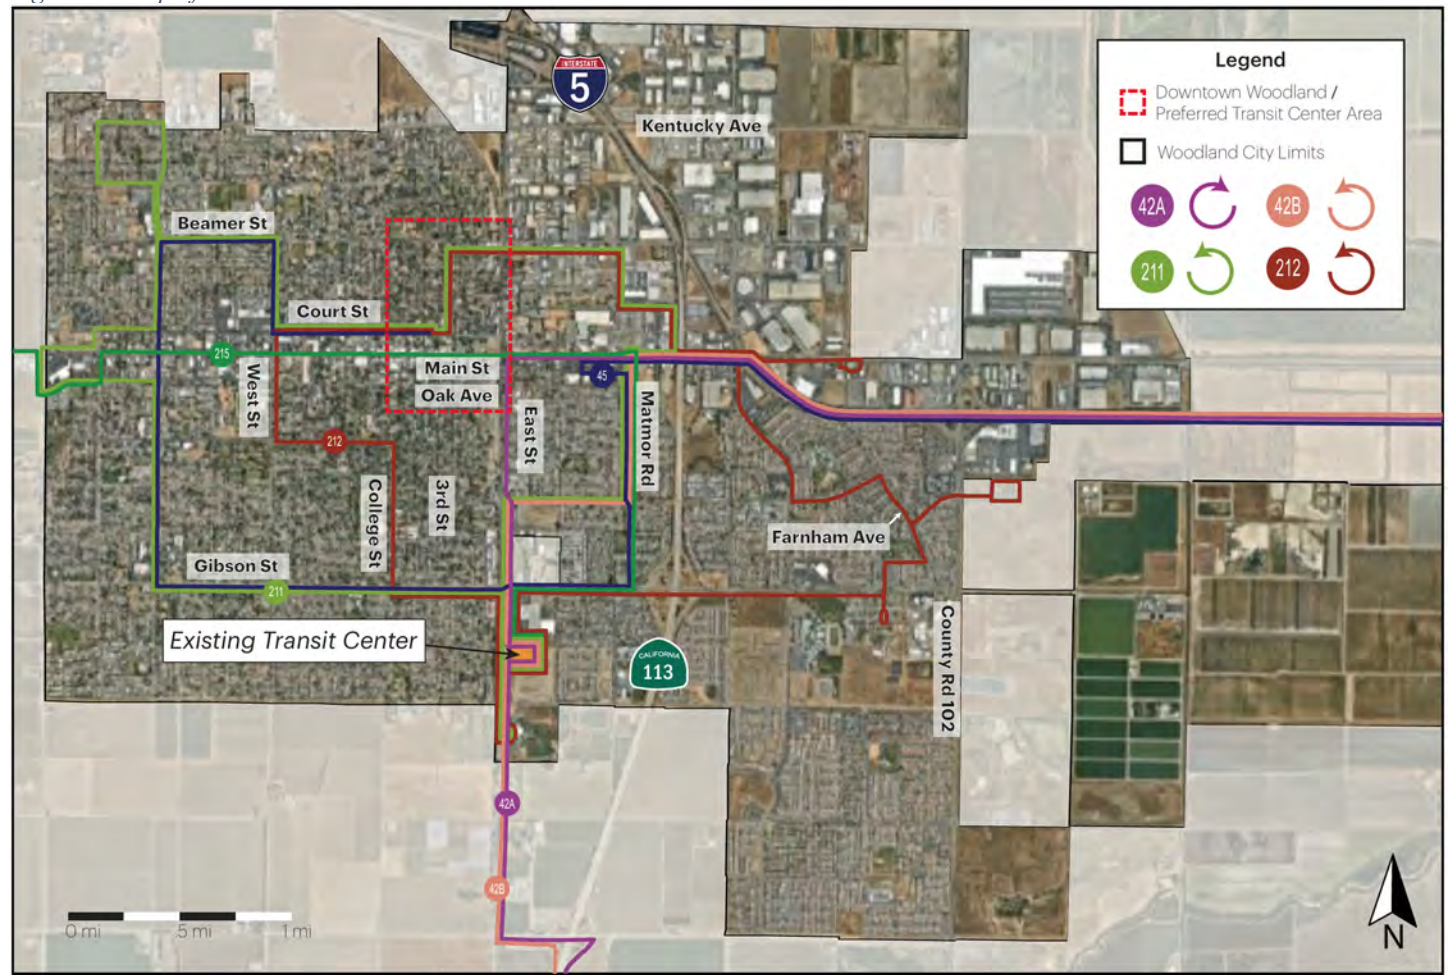 INTERSTATE
5
Kentucky Ave
Legend
Downtown Woodland /
Preferred Transit Center Area
Woodland City Limits
42A
42B
211
212
Beamer St
Court St
215
Main St
Oak Ave
45
West St
East St
Matmor Rd
212
College St
3rd St
Farnham Ave
Gibson St
211
Existing Transit Center
CALIFORNIA
113
County Rd 102
42A
42B
0 mi
.5 mi
1 mi
N